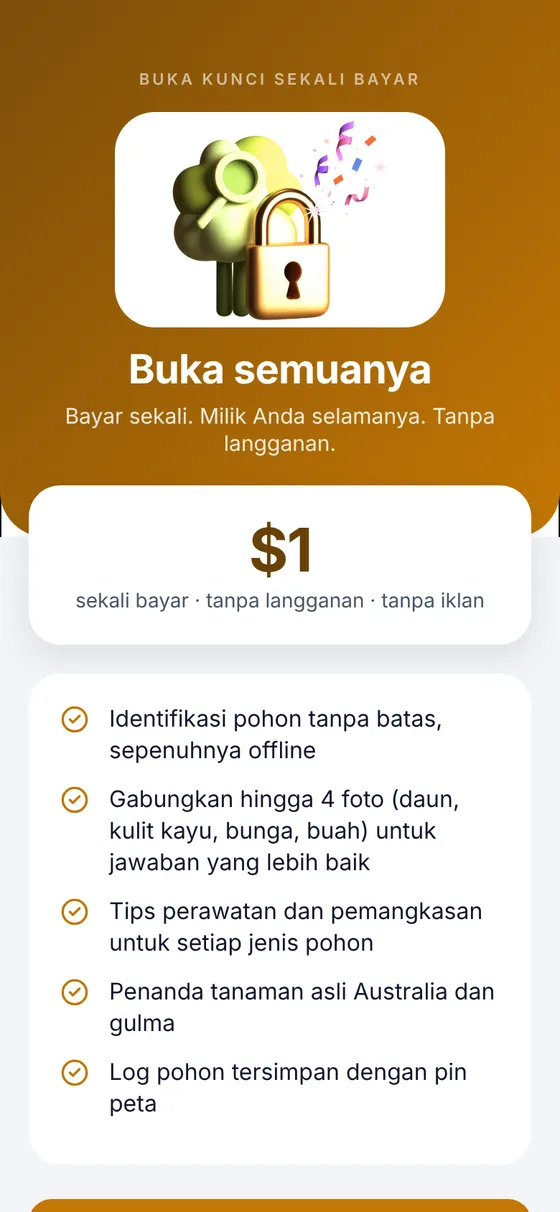 BUKA KUNCI SEKALI BAYAR
Buka semuanya
Bayar sekali. Milik Anda selamanya. Tanpa
langganan.
$1
sekali bayar · tanpa langganan · tanpa iklan
Identifikasi pohon tanpa batas,
sepenuhnya offline
Gabungkan hingga 4 foto (daun,
kulit kayu, bunga, buah) untuk
jawaban yang lebih baik
Tips perawatan dan pemangkasan
untuk setiap jenis pohon
Penanda tanaman asli Australia dan
gulma
Log pohon tersimpan dengan pin
peta